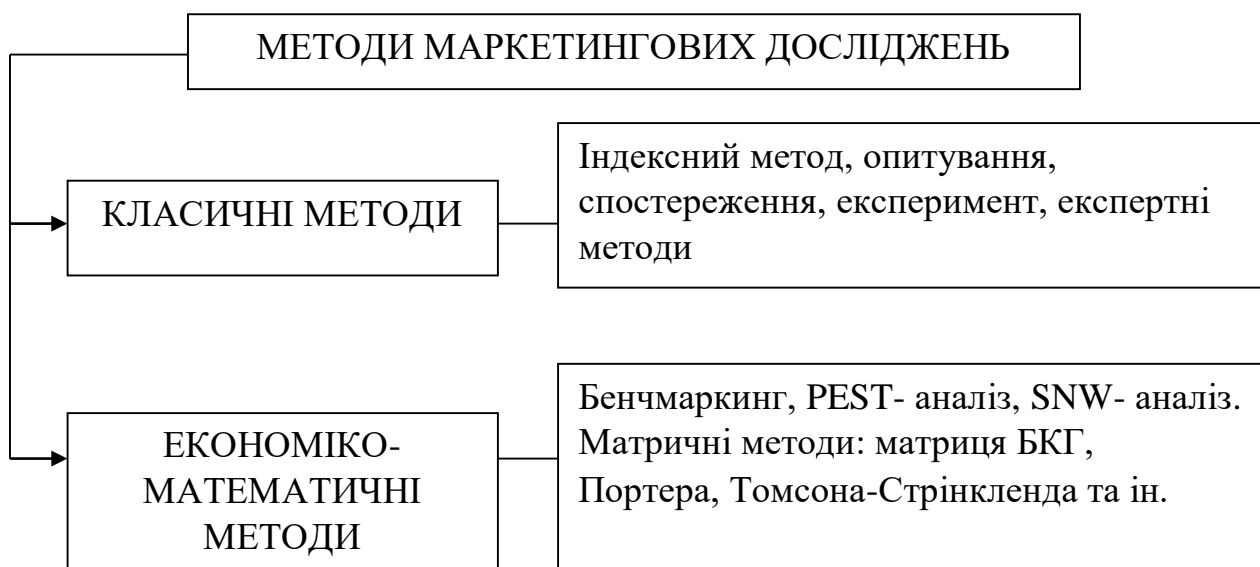 МЕТОДИ МАРКЕТИНГОВИХ ДОСЛІДЖЕНЬ
КЛАСИЧНІ МЕТОДИ
Індексний метод, опитування,
спостереження, експеримент, експертні
методи
ЕКОНОМІКО-
МАТЕМАТИЧНІ
МЕТОДИ
Бенчмаркинг, PEST- аналіз, SNW- аналіз.
Матричні методи: матриця БКГ,
Портера, Томсона-Стрінкленда та ін.